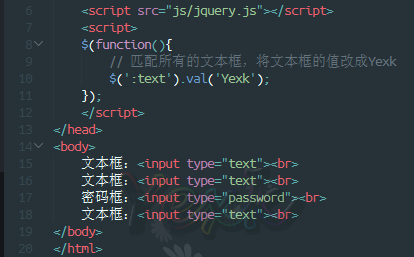 6 <script src="js/jquery.js"></script>
7 <script>
8 $(function(){
9 // 匹配所有的文本框，将文本框的值改成Yexk
10 $(':text').val('Yexk');
11 });
12 </script>
13 </head>
14 <body>
15 文本框：<input type="text"><br>
16 文本框：<input type="text"><br>
17 密码框：<input type="password"><br>
18 文本框：<input type="text"><br>
19 </body>
20 </html>